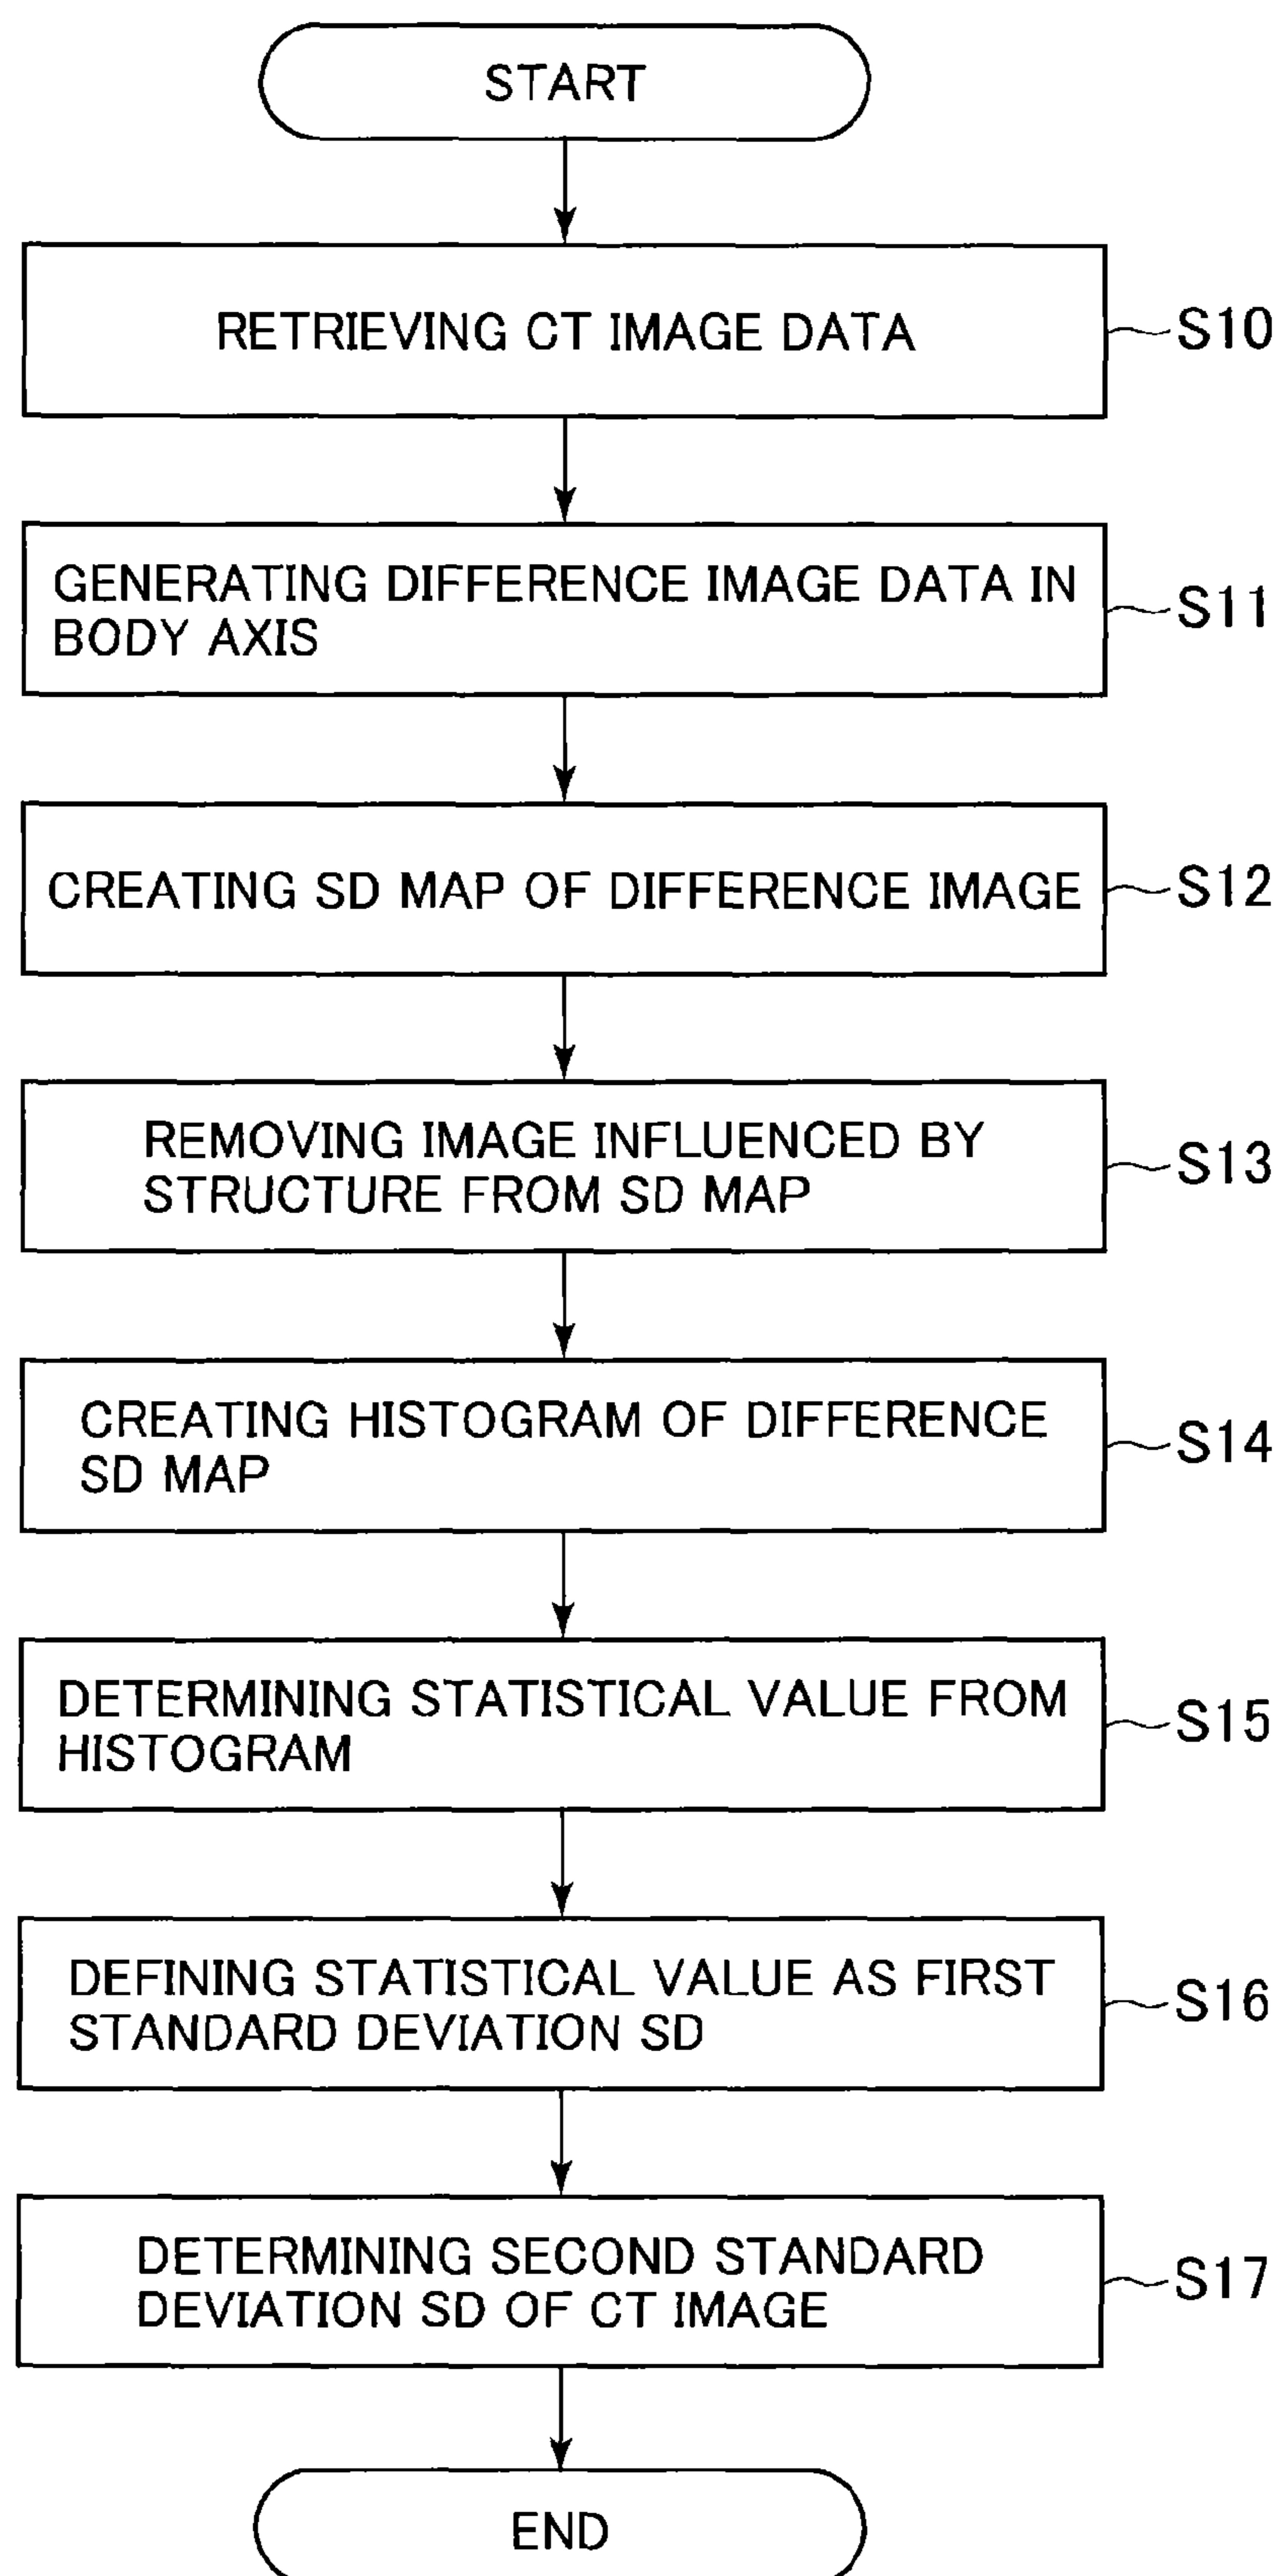 START
RETRIEVING CT IMAGE DATA
S10
GENERATING DIFFERENCE IMAGE DATA IN
BODY AXIS
S11
CREATING SD MAP OF DIFFERENCE IMAGE
S12
REMOVING IMAGE INFLUENCED BY
STRUCTURE FROM SD MAP
S13
CREATING HISTOGRAM OF DIFFERENCE
SD MAP
S14
DETERMINING STATISTICAL VALUE FROM
HISTOGRAM
S15
DEFINING STATISTICAL VALUE AS FIRST
STANDARD DEVIATION SD
S16
DETERMINING SECOND STANDARD
DEVIATION SD OF CT IMAGE
S17
END